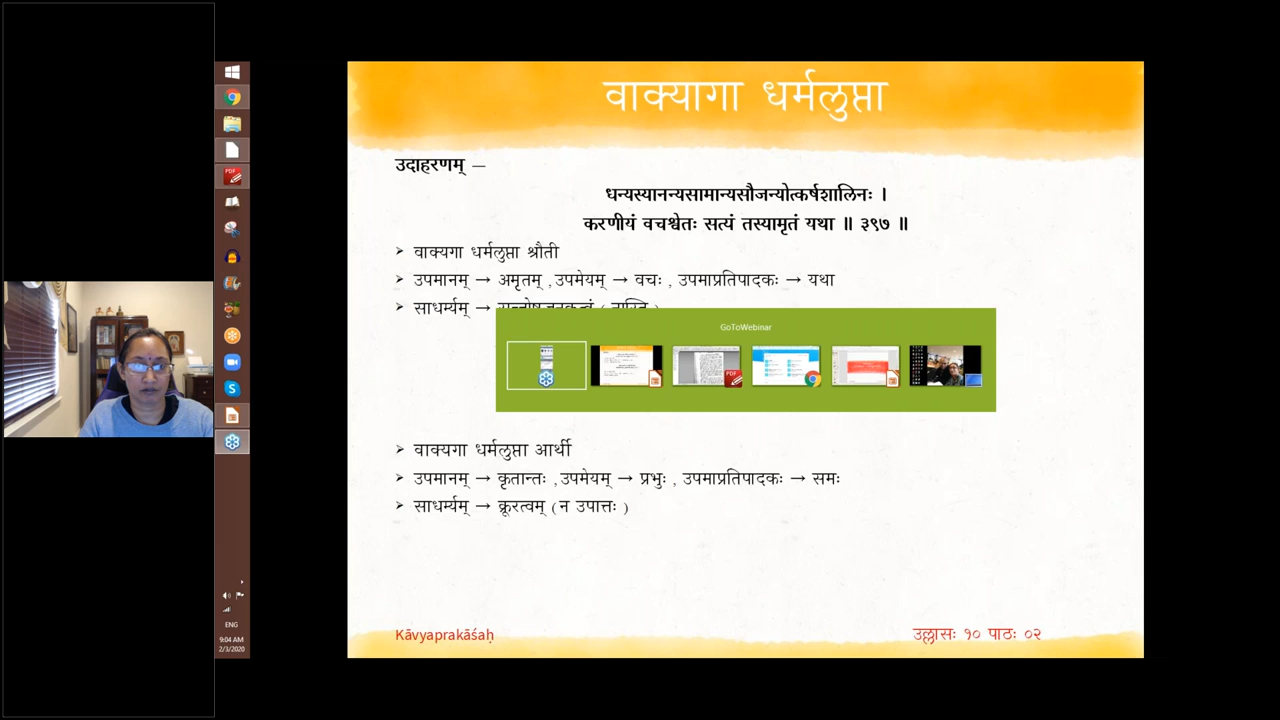 वाक्यागा धर्मलुप्ता
उदाहरणम् –
धन्यस्यानन्यसामान्यसौजन्योत्कर्षशालिनः ।
करणीयं वचश्चेतः सत्यं तस्यामृतं यथा ॥ ३९७ ॥
➤ वाक्यगा धर्मलुप्ता श्रौती
➤ उपमानम् → अमृतम् , उपमेयम् → वचः , उपमाप्रतिपादकः → यथा
➤ साधर्म्यम् →
GoToWebinar
➤ वाक्यगा धर्मलुप्ता आर्थी
➤ उपमानम् → कृतान्तः , उपमेयम् → प्रभुः , उपमाप्रतिपादकः → समः
➤ साधर्म्यम् → क्रूरत्वम् ( न उपात्तः )
Kāvyaprakāśaḥ
उल्लासः १० पाठः ०२
ENG
9:04 AM
2/3/2020